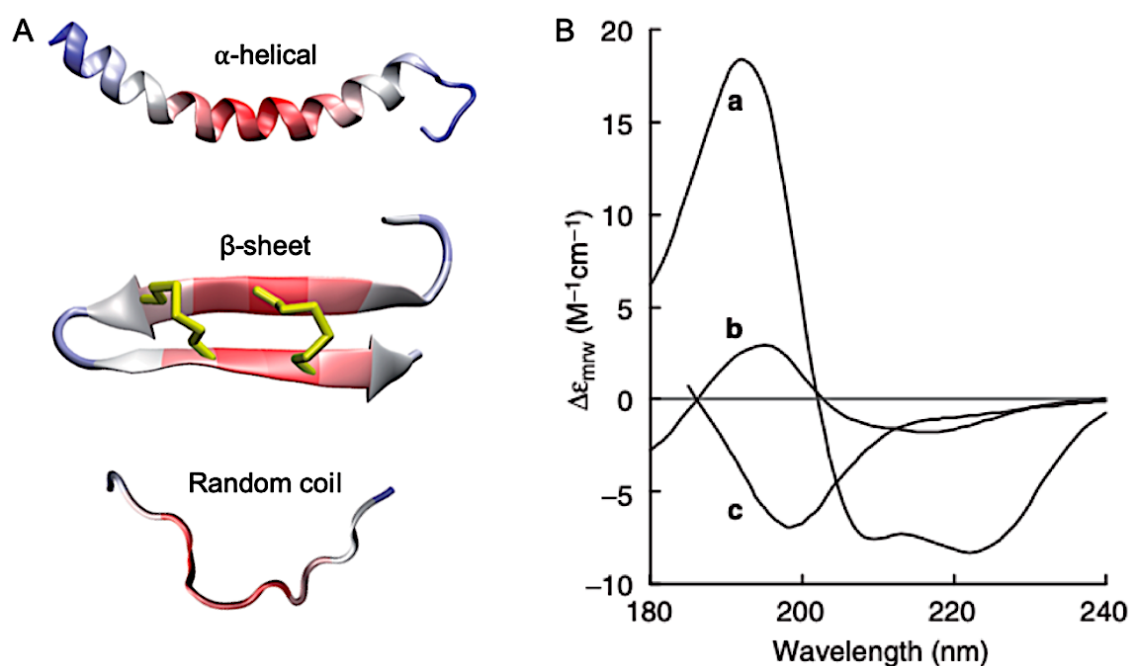 A
α-helical
β-sheet
Random coil
B
20
15
10
5
0
−5
−10
a
b
c
180
200
220
240
Δε_mrw (M⁻¹cm⁻¹)
Wavelength (nm)